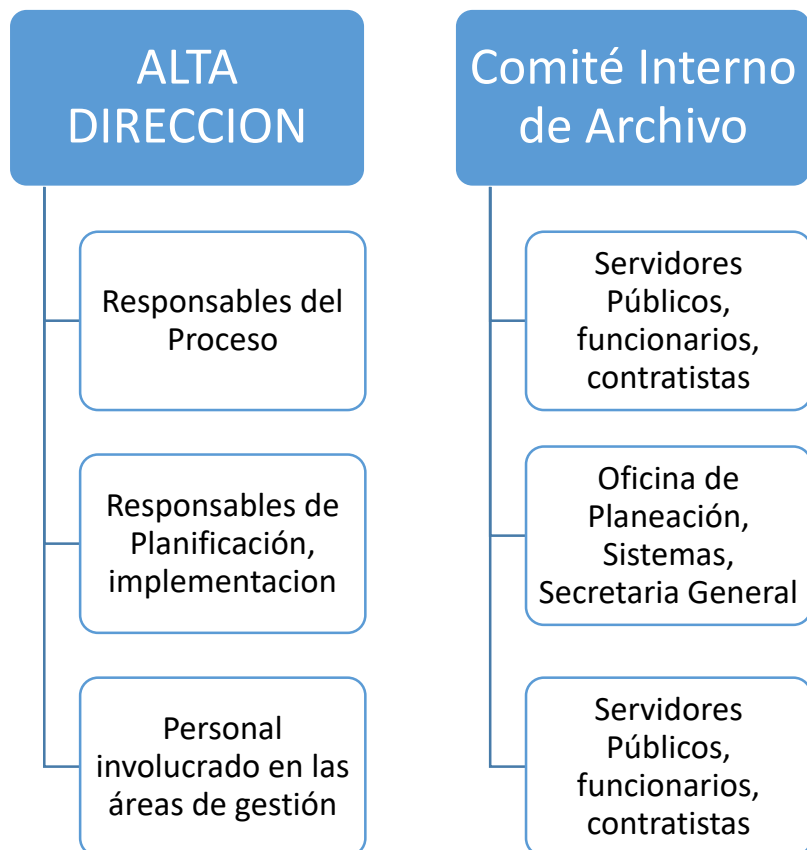 ALTA
DIRECCION
Responsables del
Proceso
Responsables de
Planificación,
implementacion
Personal
involucrado en las
áreas de gestión
Comité Interno
de Archivo
Servidores
Públicos,
funcionarios,
contratistas
Oficina de
Planeación,
Sistemas,
Secretaria General
Servidores
Públicos,
funcionarios,
contratistas